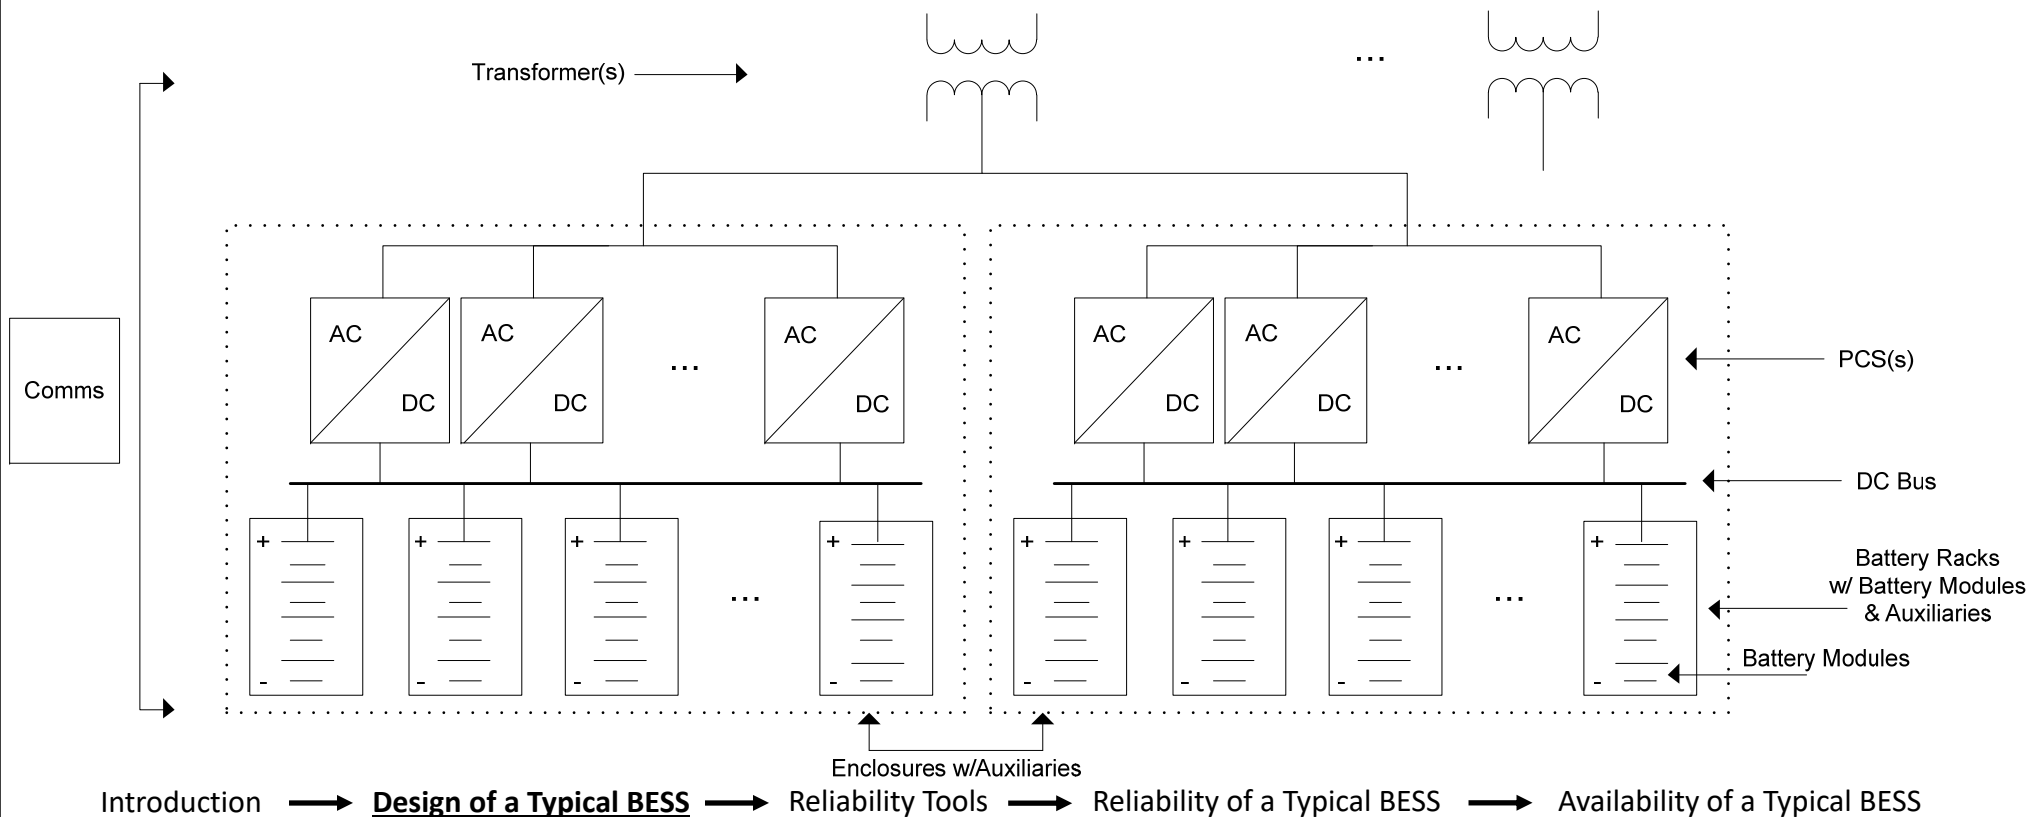 Transformer(s)
...
...
Comms
AC
DC
AC
DC
...
AC
DC
AC
DC
AC
DC
...
AC
DC
PCS(s)
DC Bus
+
-
+
-
+
-
...
+
-
+
-
+
-
+
-
...
+
-
Battery Racks
w/ Battery Modules
& Auxiliaries
Battery Modules
Enclosures w/Auxiliaries
Introduction
Design of a Typical BESS
Reliability Tools
Reliability of a Typical BESS
Availability of a Typical BESS